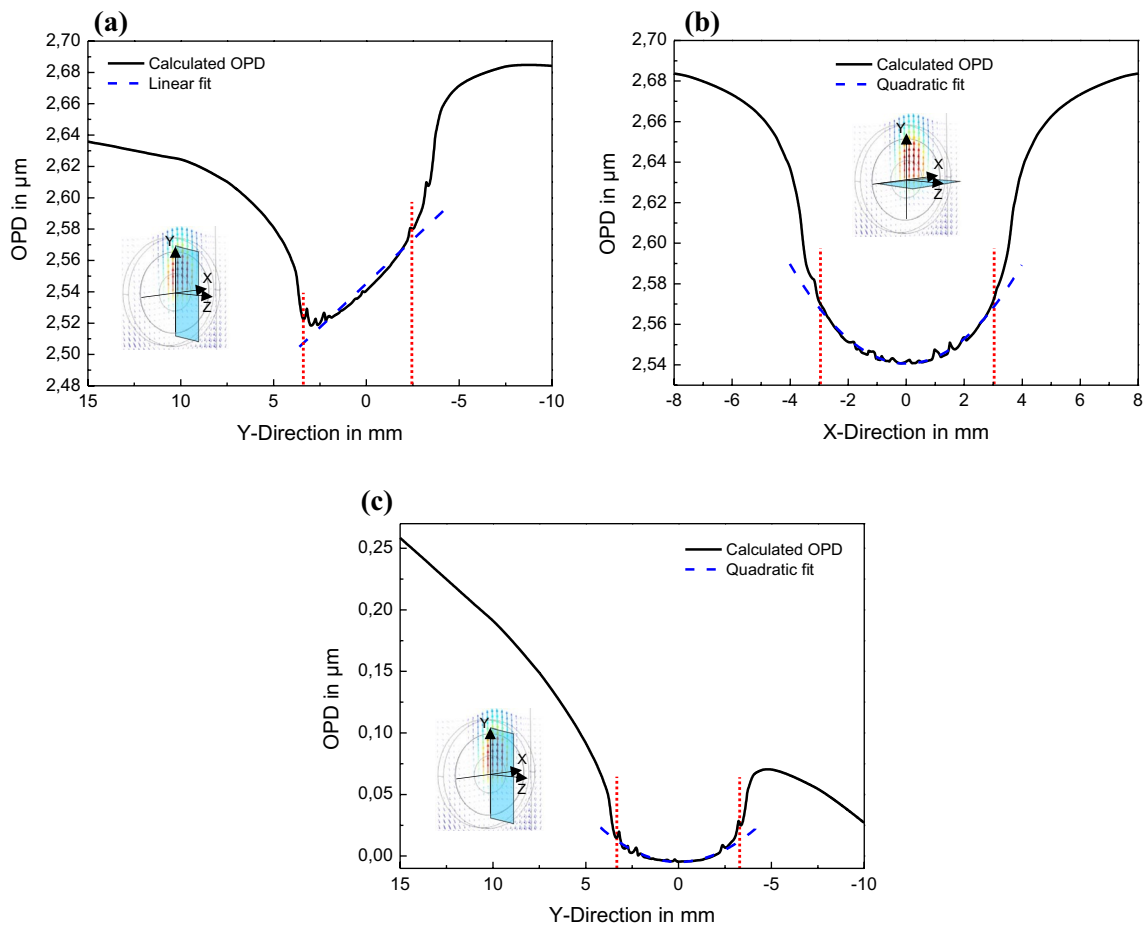 (a)
2,70
2,68
2,66
2,64
2,62
2,60
2,58
2,56
2,54
2,52
2,50
2,48
OPD in µm
Calculated OPD
Linear fit
Y
X
Z
15
10
5
0
-5
-10
Y-Direction in mm
(b)
2,70
2,68
2,66
2,64
2,62
2,60
2,58
2,56
2,54
OPD in µm
Calculated OPD
Quadratic fit
Y
X
Z
-8
-6
-4
-2
0
2
4
6
8
X-Direction in mm
(c)
0,25
0,20
0,15
0,10
0,05
0,00
OPD in µm
Calculated OPD
Quadratic fit
Y
X
Z
15
10
5
0
-5
-10
Y-Direction in mm